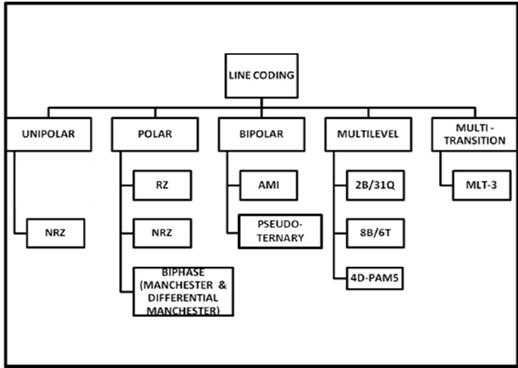 LINE CODING
UNIPOLAR
POLAR
BIPOLAR
MULTILEVEL
MULTI -
TRANSITION
RZ
AMI
2B/31Q
MLT-3
NRZ
NRZ
PSEUDO-
TERNARY
8B/6T
BIPHASE
(MANCHESTER &
DIFFERENTIAL
MANCHESTER)
4D-PAM5